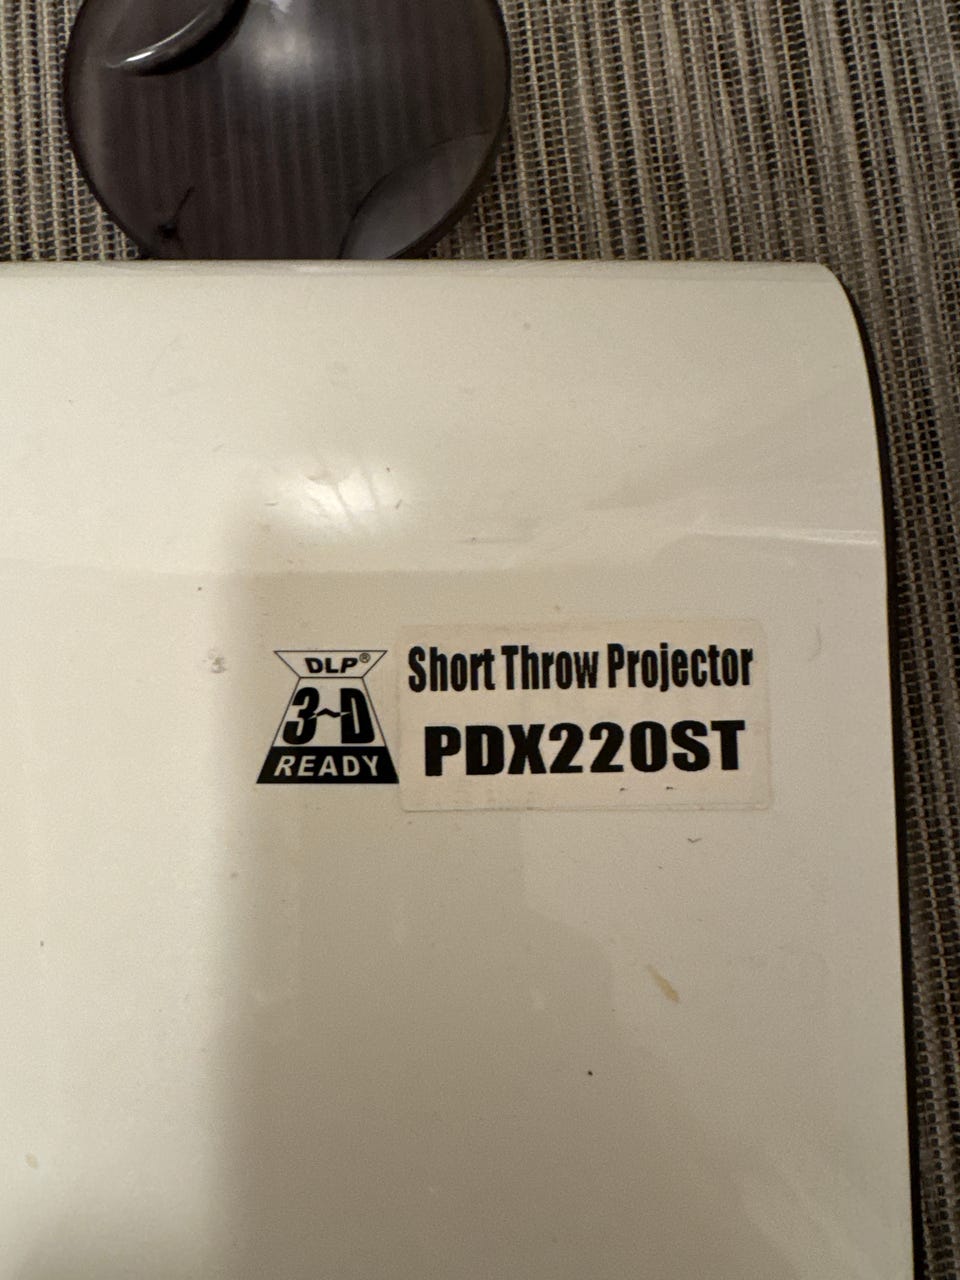 DLP®
3-D
READY
Short Throw Projector
PDX220ST